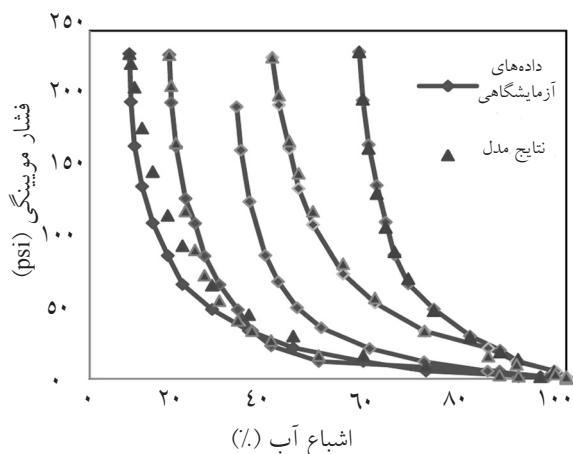 ۲۵۰
۲۰۰
۱۵۰
۱۰۰
۵۰
۰
فشار مویینگی (psi)
داده‌های
آزمایشگاهی
نتایج مدل
۰ ۲۰ ۴۰ ۶۰ ۸۰ ۱۰۰
اشباع آب (٪)